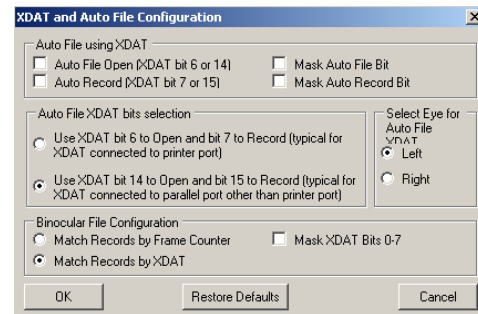 XDAT and Auto File Configuration
Auto File using XDAT
Auto File Open (XDAT bit 6 or 14)
Mask Auto File Bit
Auto Record (XDAT bit 7 or 15)
Mask Auto Record Bit
Auto File XDAT bits selection
Use XDAT bit 6 to Open and bit 7 to Record (typical for
XDAT connected to printer port)
Use XDAT bit 14 to Open and bit 15 to Record (typical for
XDAT connected to parallel port other than printer port)
Select Eye for
Auto File
XDAT
Left
Right
Binocular File Configuration
Match Records by Frame Counter
Mask XDAT Bits 0-7
Match Records by XDAT
OK
Restore Defaults
Cancel